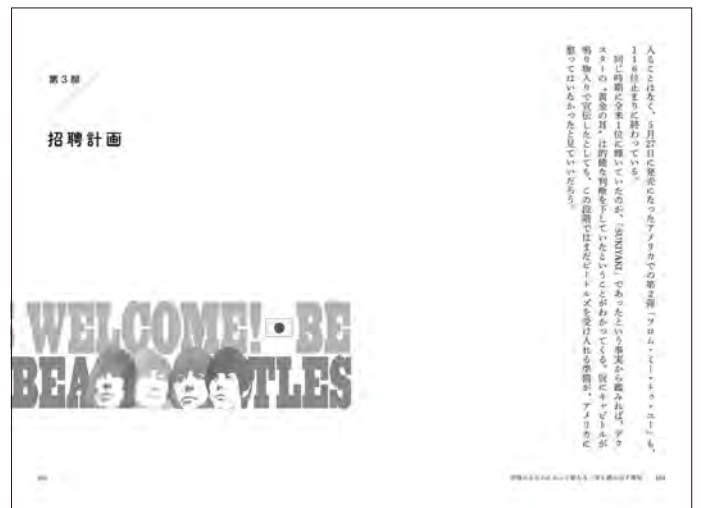 入ることはなく、5月27日に発売になったアメリカでの第2弾「フロム・ミー・トゥ・ユー」も、
116位止まりに終わっている。
同じ時期に全米1位に輝いていたのが、「SUKIYAKI」であったという事実から鑑みれば、デク
スターの“黄金の耳”は的確な判断を下していたということがわかってくる。仮にキャピトルが
鳴り物入りで宣伝したとしても、この段階ではまだビートルズを受け入れる準備が、アメリカに
整ってはいなかったと見ていいだろう。
第3部
招聘計画
WELCOME! BE
BEATLES